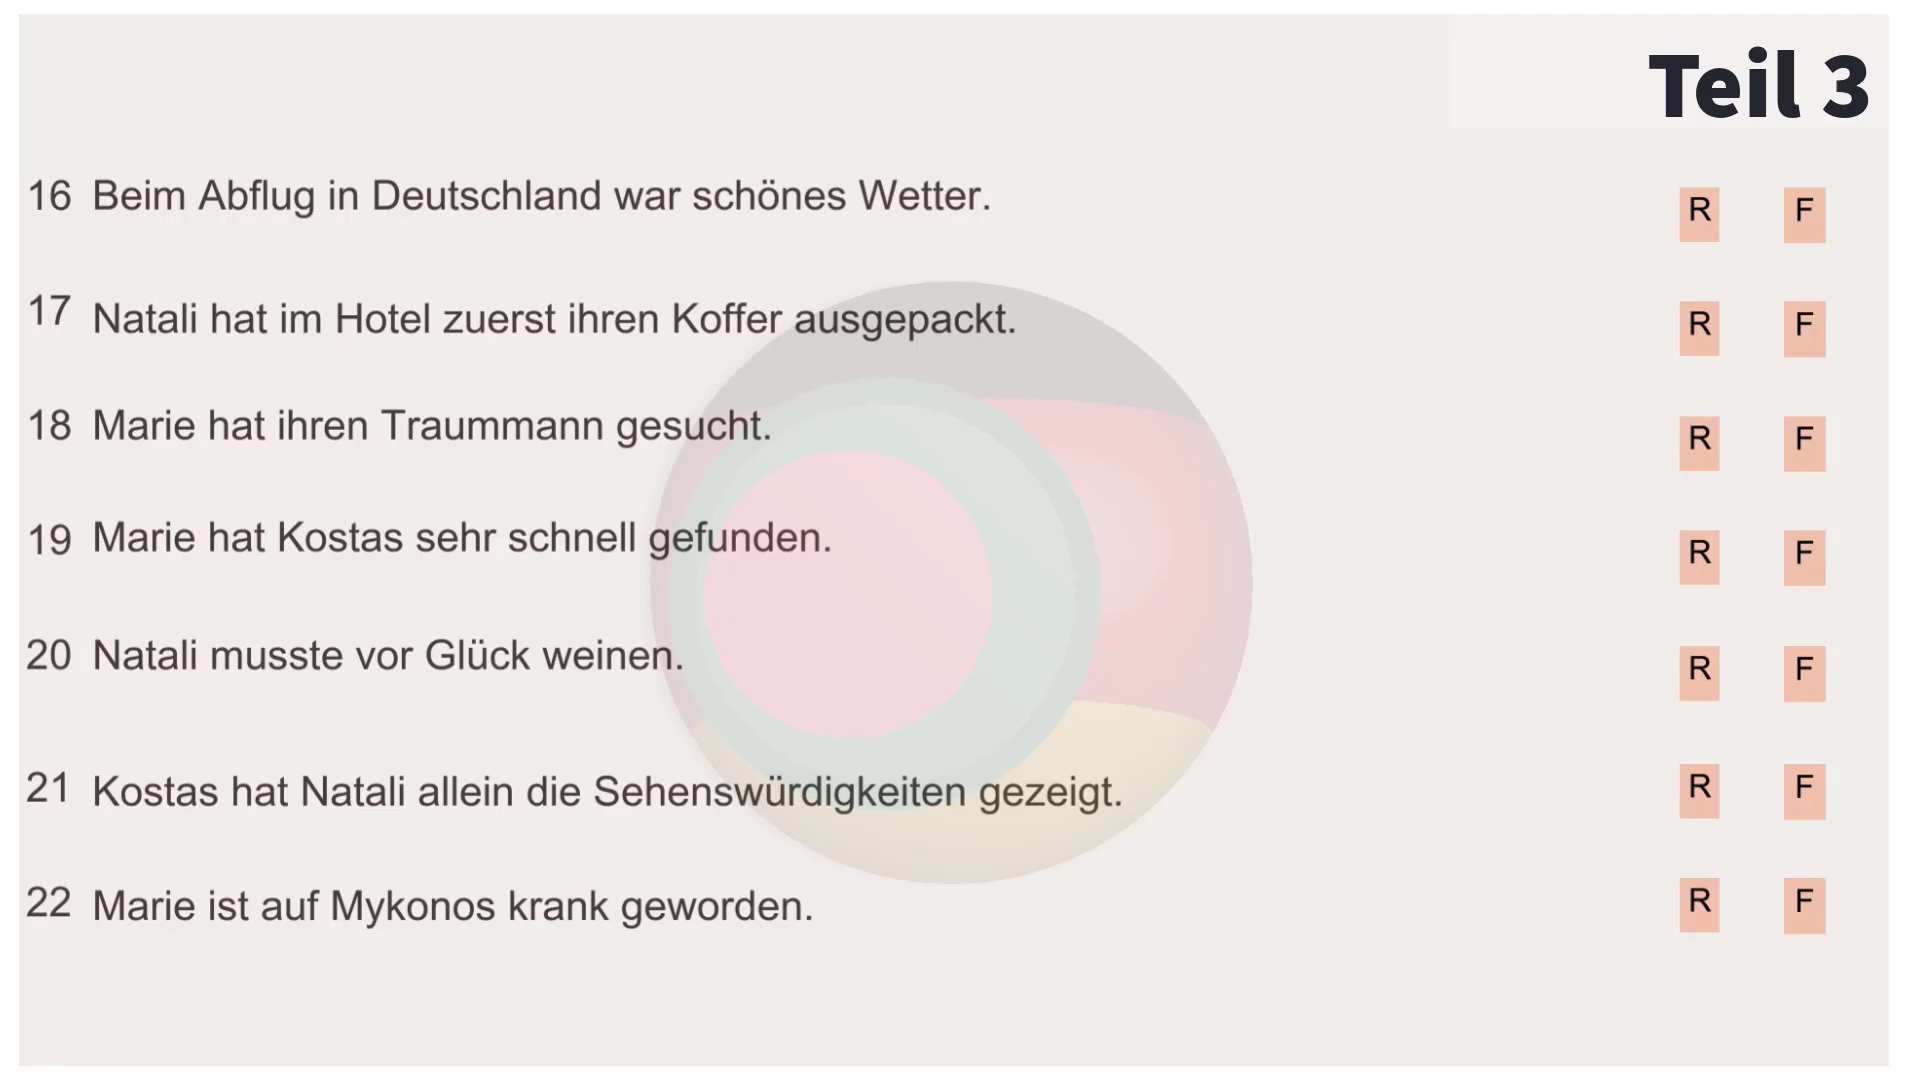 Teil 3
16 Beim Abflug in Deutschland war schönes Wetter. R F
17 Natali hat im Hotel zuerst ihren Koffer ausgepackt. R F
18 Marie hat ihren Traummann gesucht. R F
19 Marie hat Kostas sehr schnell gefunden. R F
20 Natali musste vor Glück weinen. R F
21 Kostas hat Natali allein die Sehenswürdigkeiten gezeigt. R F
22 Marie ist auf Mykonos krank geworden. R F